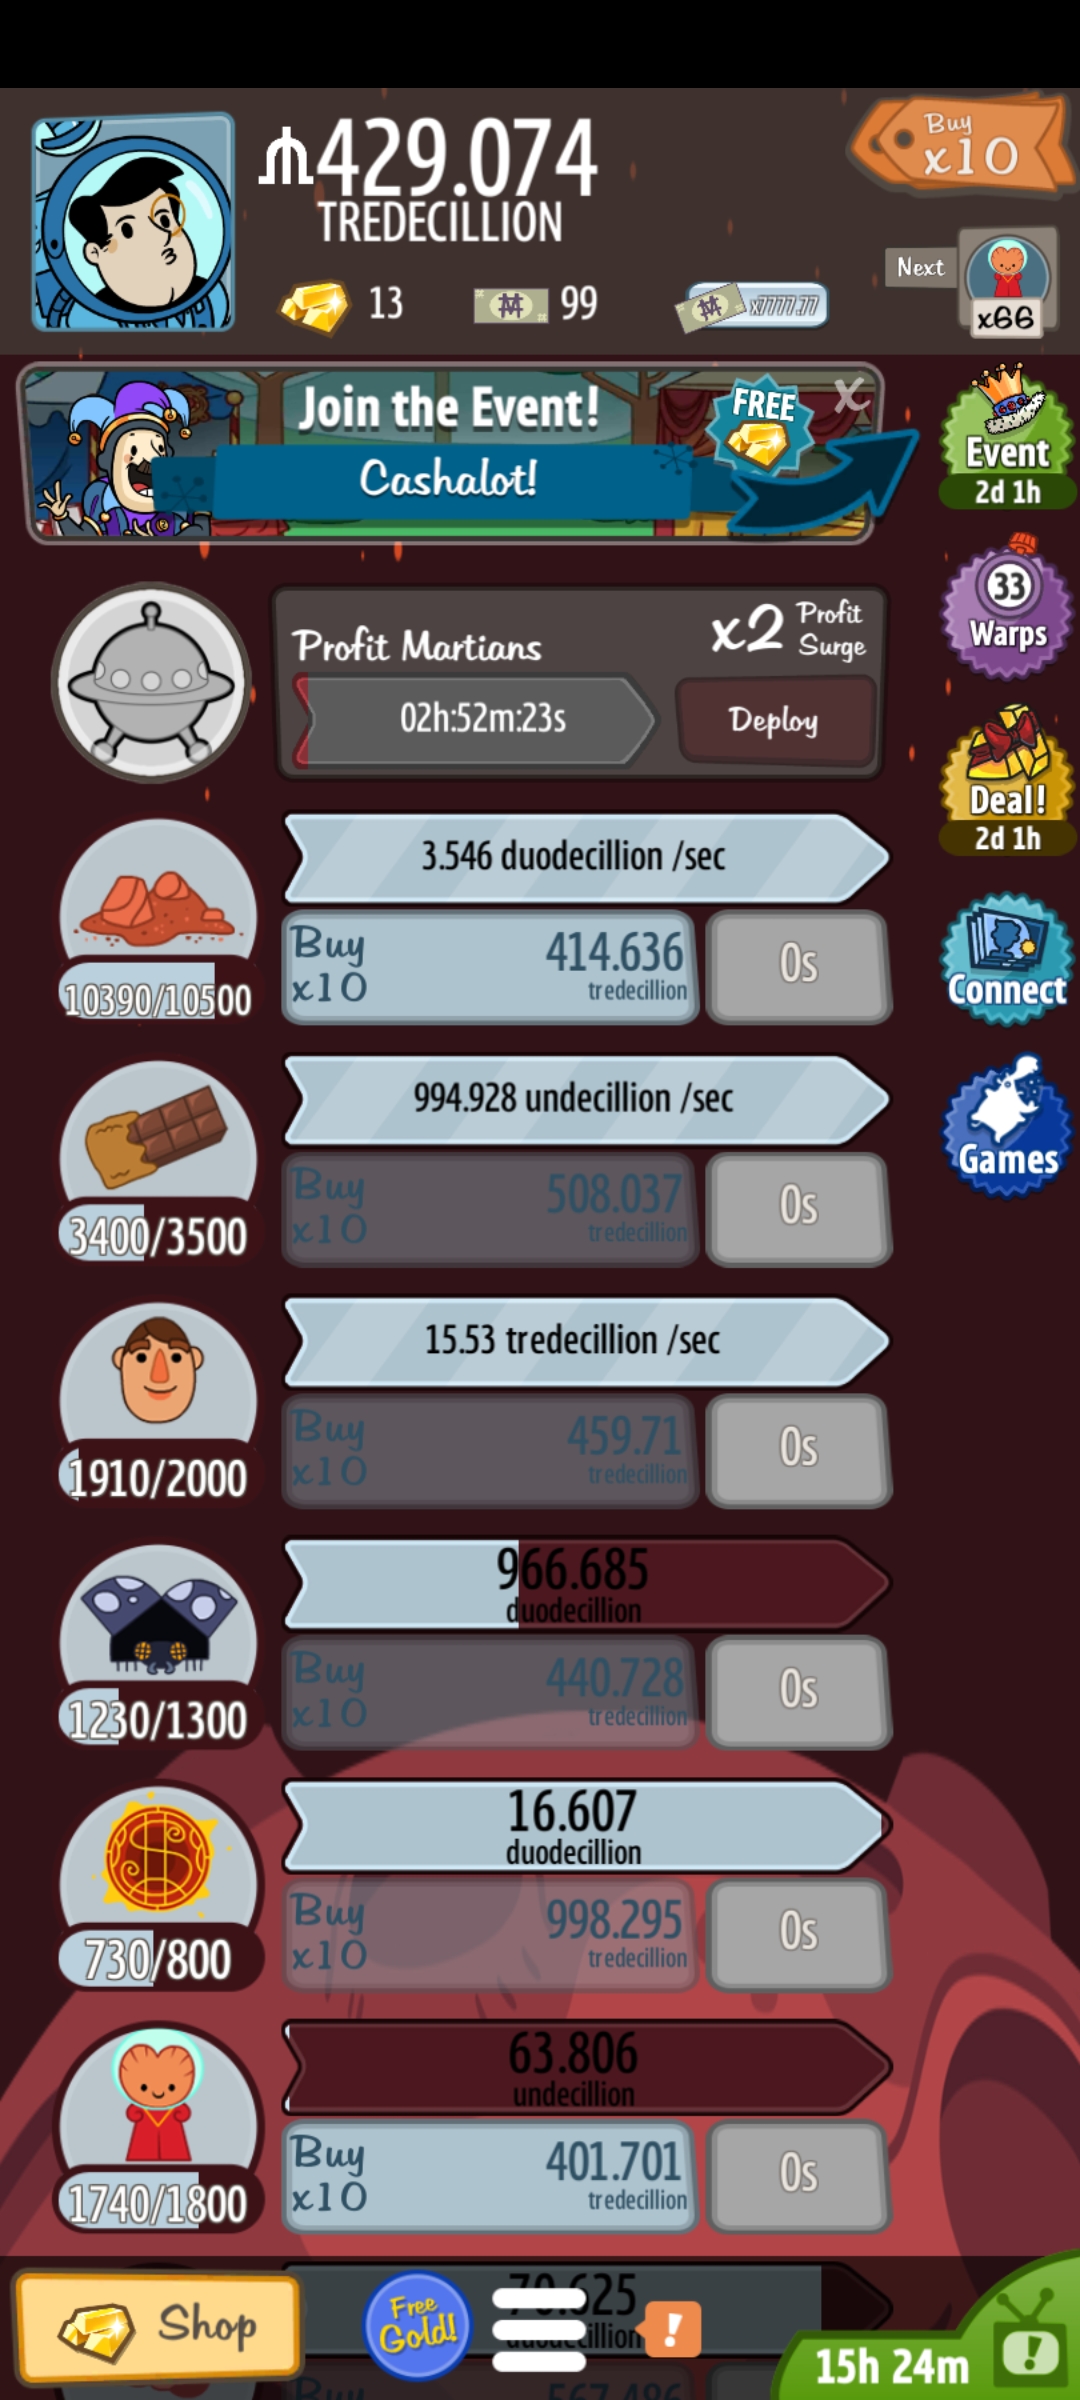 429.074
TREDECILLION
Buy
x10
13
99
x7777.77
Next
x66
Join the Event!
FREE
X
Cashalot!
Event
2d 1h
33
Warps
Profit Martians
x2 Profit
Surge
02h:52m:23s
Deploy
Deal!
2d 1h
3.546 duodecillion /sec
Buy
x10
414.636
tredecillion
0s
10390/10500
Connect
994.928 undecillion /sec
Buy
x10
508.037
tredecillion
0s
3400/3500
Games
15.53 tredecillion /sec
Buy
x10
459.71
tredecillion
0s
1910/2000
966.685
duodecillion
Buy
x10
440.728
tredecillion
0s
1230/1300
16.607
duodecillion
Buy
x10
998.295
tredecillion
0s
730/800
63.806
undecillion
Buy
x10
401.701
tredecillion
0s
1740/1800
Shop
Free
Gold!
!
15h 24m
!